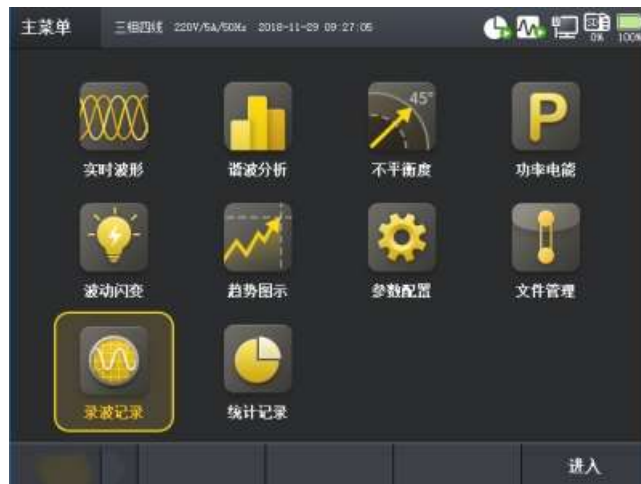 主菜单 三相四线 220V/5A/50Hz 2018-11-29 09:27:05 0% 100%
45°
P
实时波形 谐波分析 不平衡度 功率电能
波动闪变 趋势图示 参数配置 文件管理
录波记录 统计记录
进入